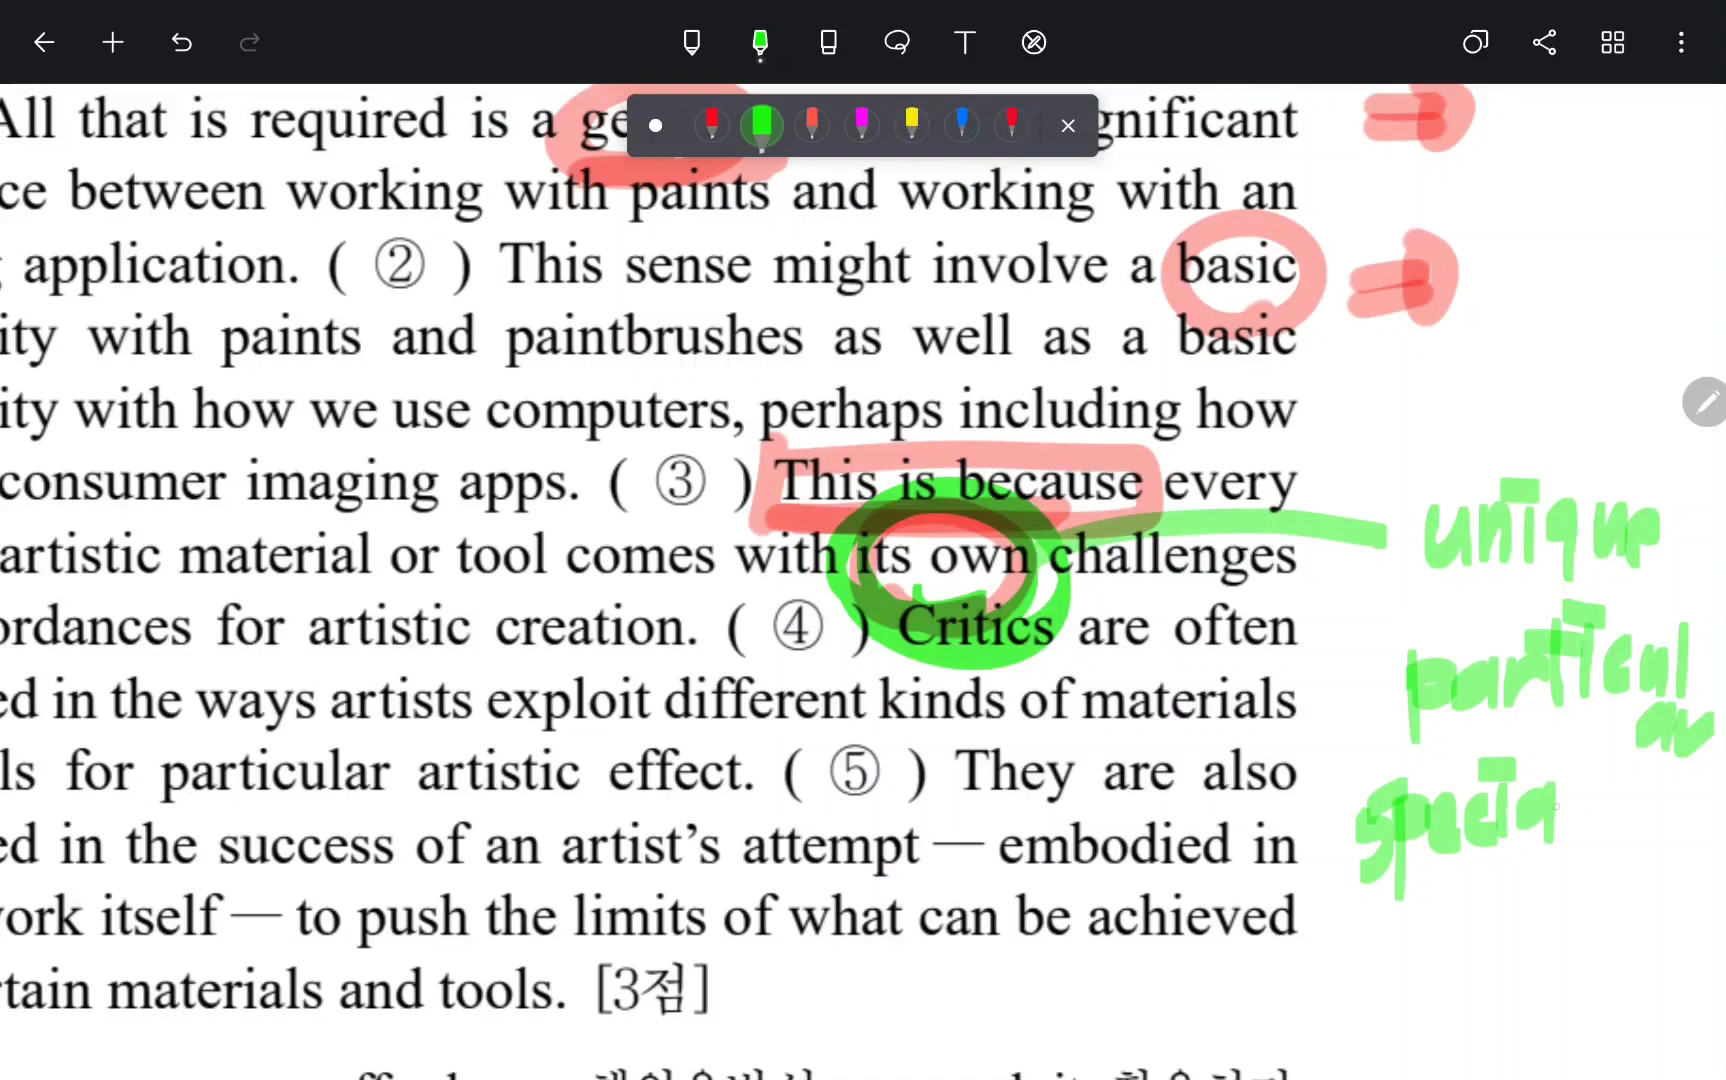 All that is required is a ge gnificant
ce between working with paints and working with an
application. ( ② ) This sense might involve a basic
ity with paints and paintbrushes as well as a basic
ity with how we use computers, perhaps including how
consumer imaging apps. ( ③ ) This is because every
artistic material or tool comes with its own challenges
ordances for artistic creation. ( ④ ) Critics are often
ed in the ways artists exploit different kinds of materials
ls for particular artistic effect. ( ⑤ ) They are also
ed in the success of an artist’s attempt — embodied in
ork itself — to push the limits of what can be achieved
rtain materials and tools. [3점]
unique
particul
ar
specia